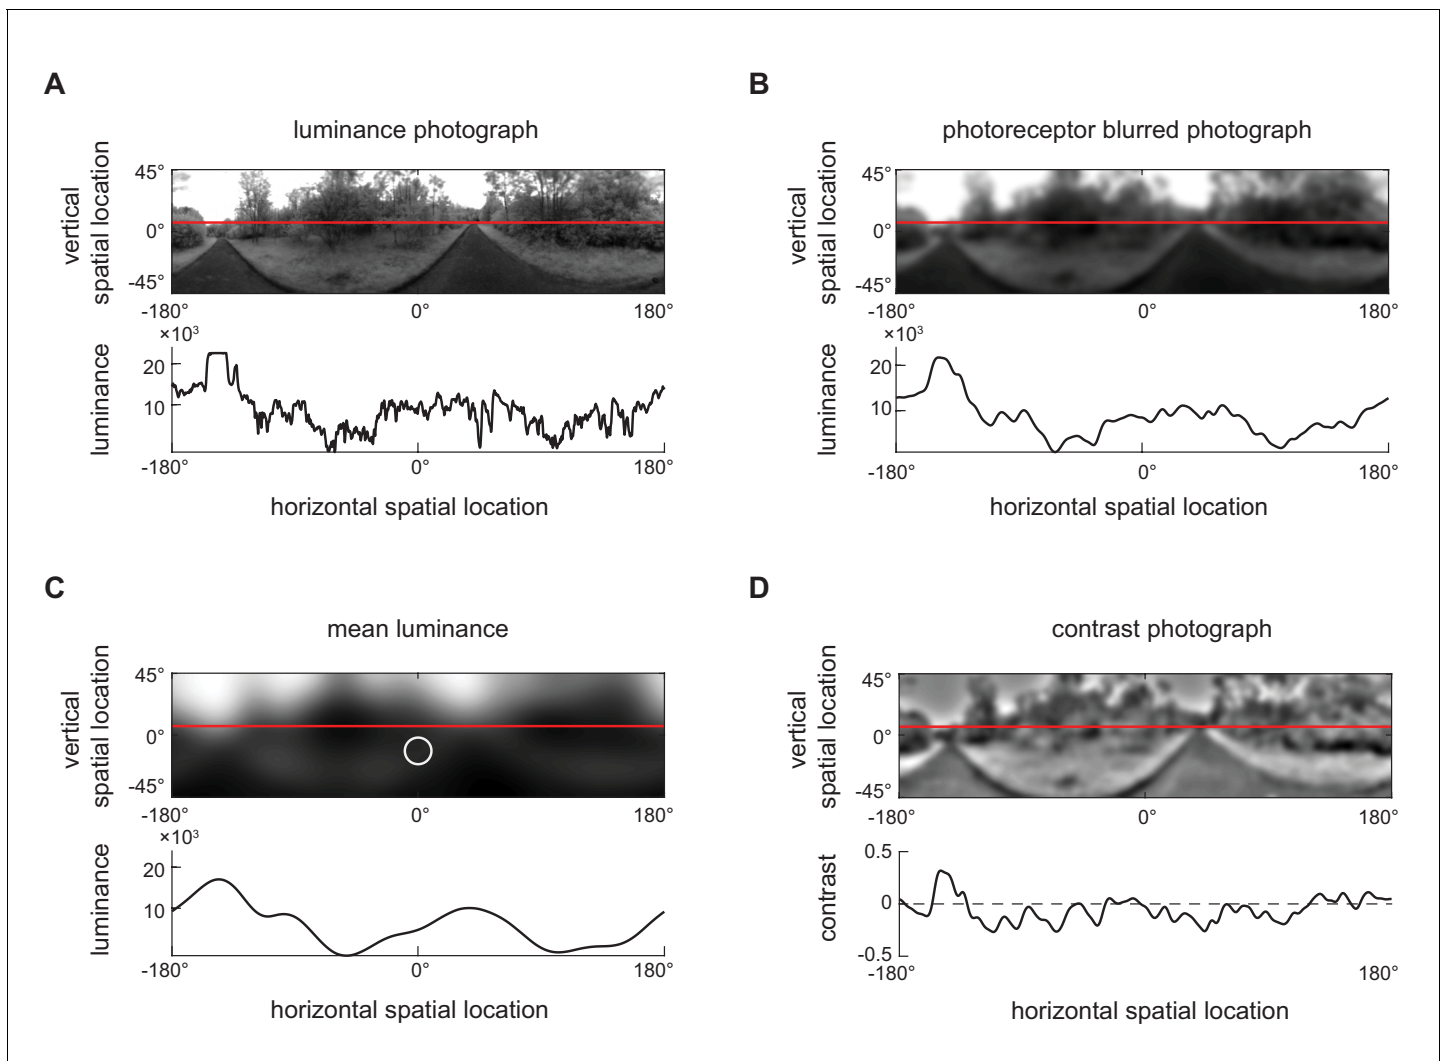 A
luminance photograph
vertical
spatial location
45°
0°
-45°
-180°
0°
180°
×10³
luminance
20
10
-180°
0°
180°
horizontal spatial location
B
photoreceptor blurred photograph
vertical
spatial location
45°
0°
-45°
-180°
0°
180°
×10³
luminance
20
10
-180°
0°
180°
horizontal spatial location
C
mean luminance
vertical
spatial location
45°
0°
-45°
-180°
0°
180°
×10³
luminance
20
10
-180°
0°
180°
horizontal spatial location
D
contrast photograph
vertical
spatial location
45°
0°
-45°
-180°
0°
180°
contrast
0.5
0
-0.5
-180°
180°
horizontal spatial location